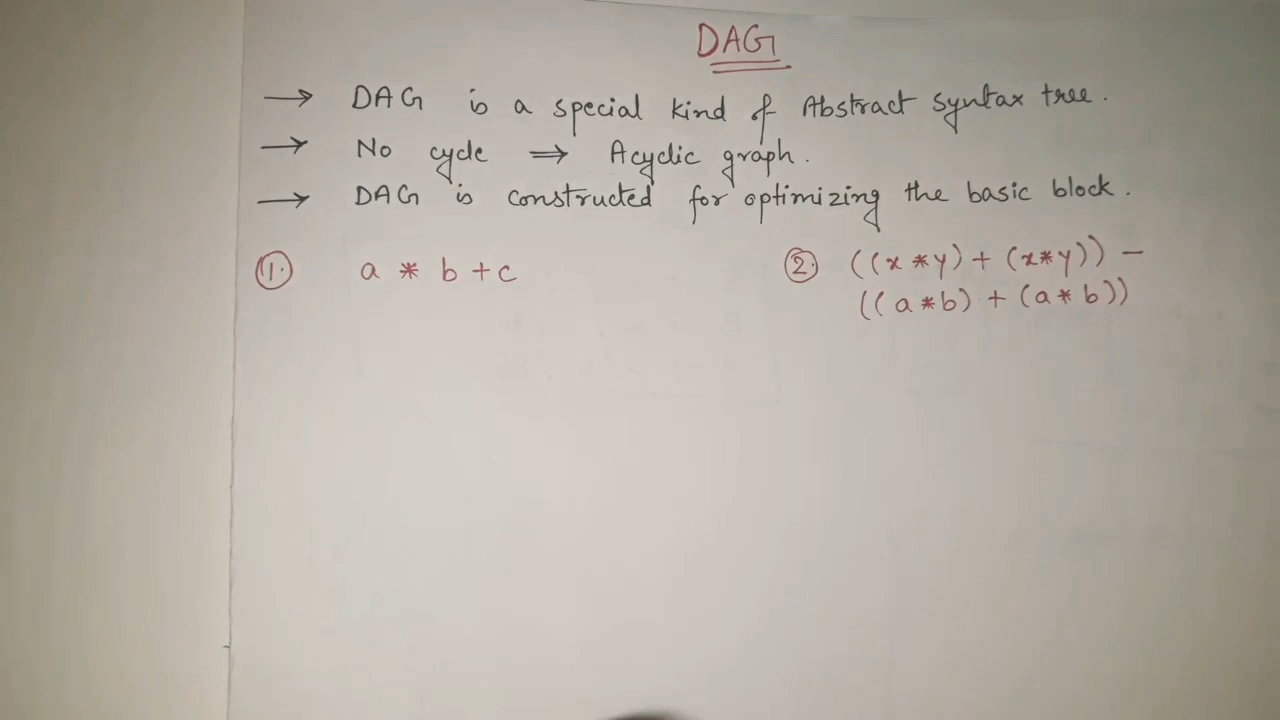 DAG
→ DAG is a special kind of Abstract syntax tree.
→ No cycle ⇒ Acyclic graph.
→ DAG is constructed for optimizing the basic block.
①. a * b + c
②. ((x * y) + (x * y)) -
((a * b) + (a * b))